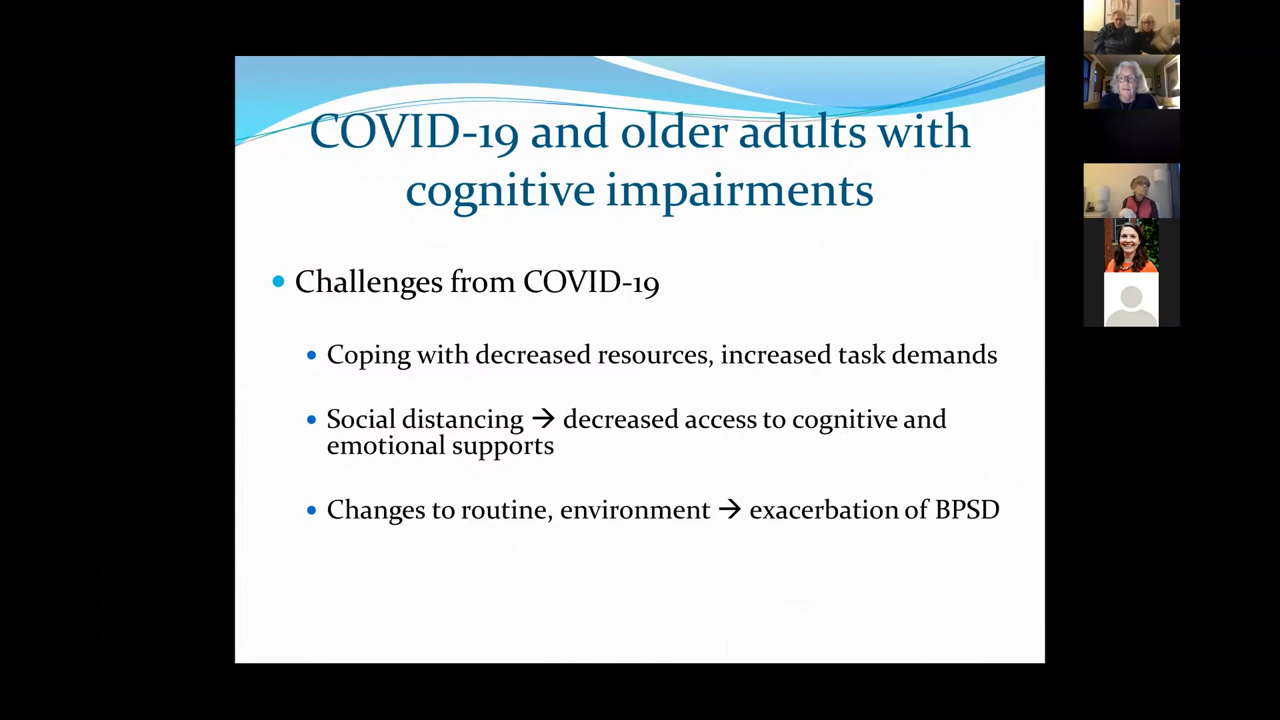 COVID-19 and older adults with
cognitive impairments
• Challenges from COVID-19
• Coping with decreased resources, increased task demands
• Social distancing → decreased access to cognitive and
emotional supports
• Changes to routine, environment → exacerbation of BPSD